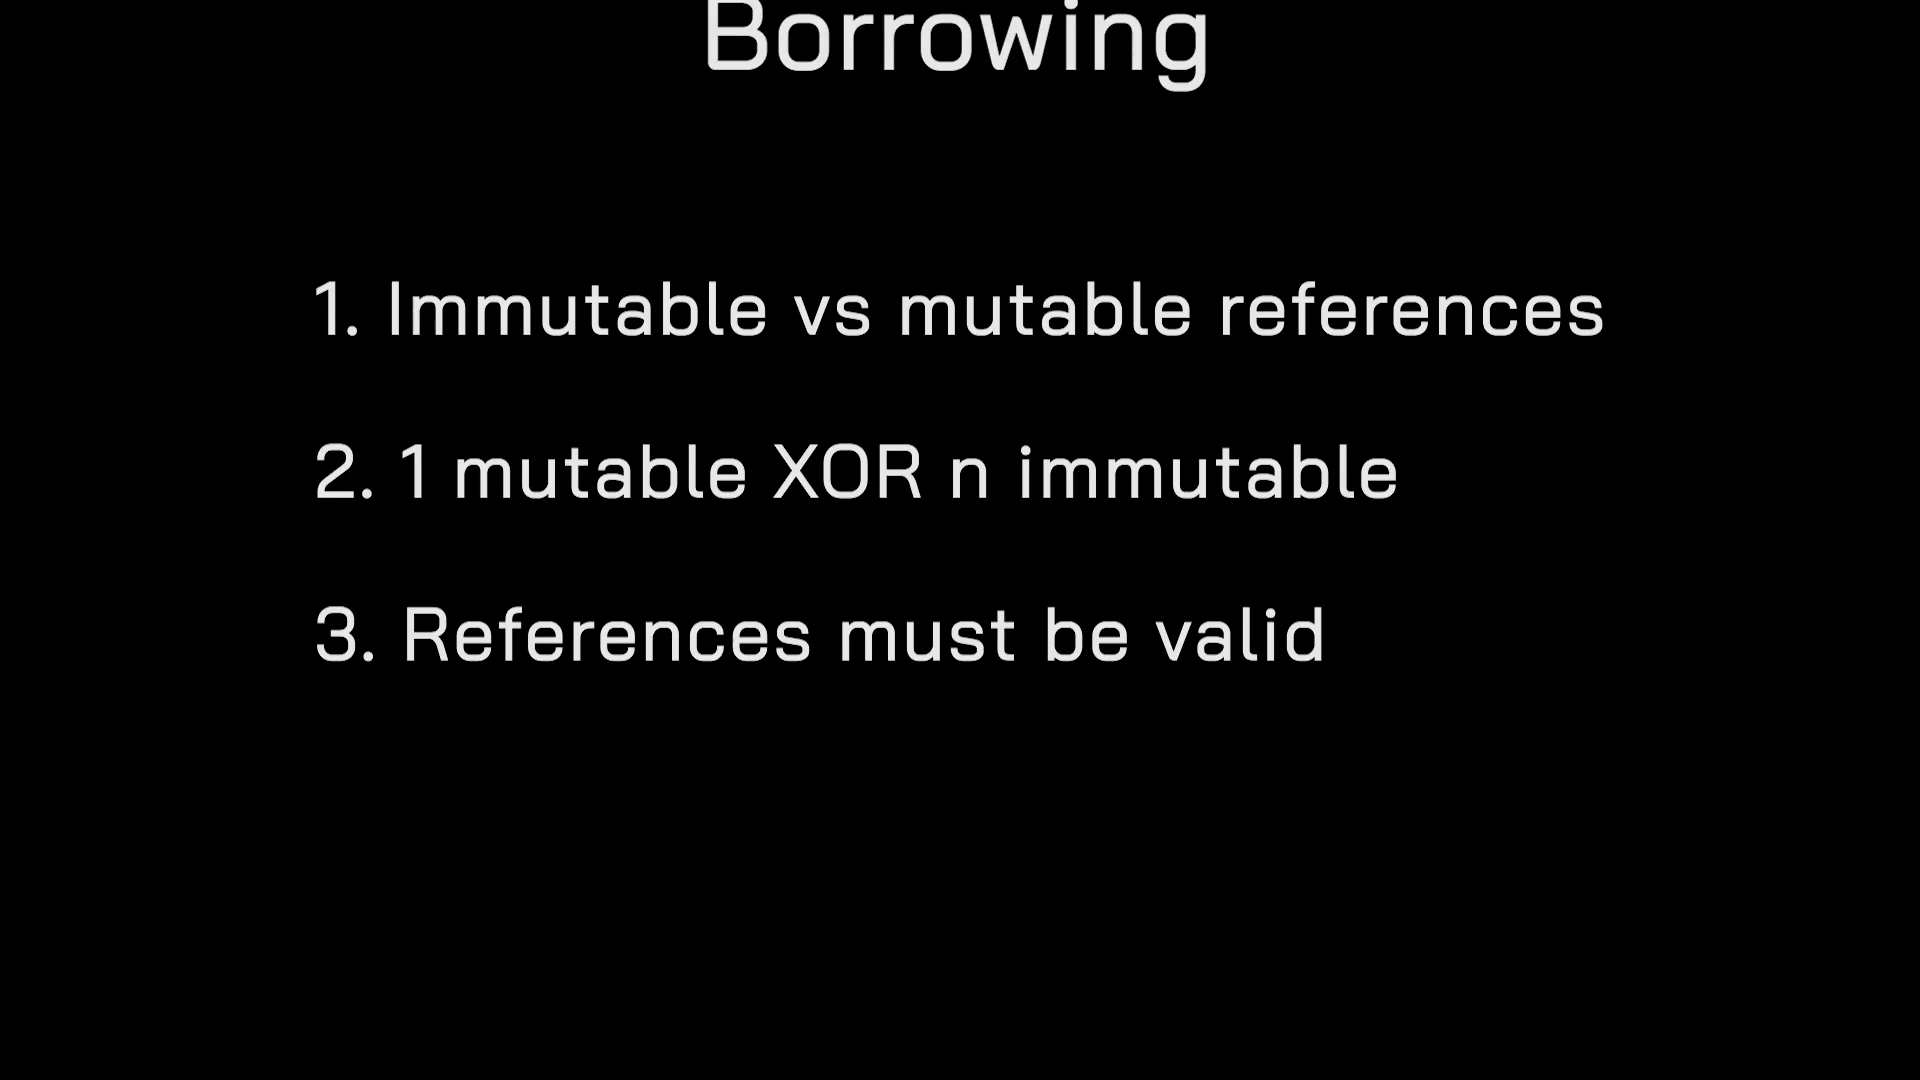 Borrowing
1. Immutable vs mutable references
2. 1 mutable XOR n immutable
3. References must be valid